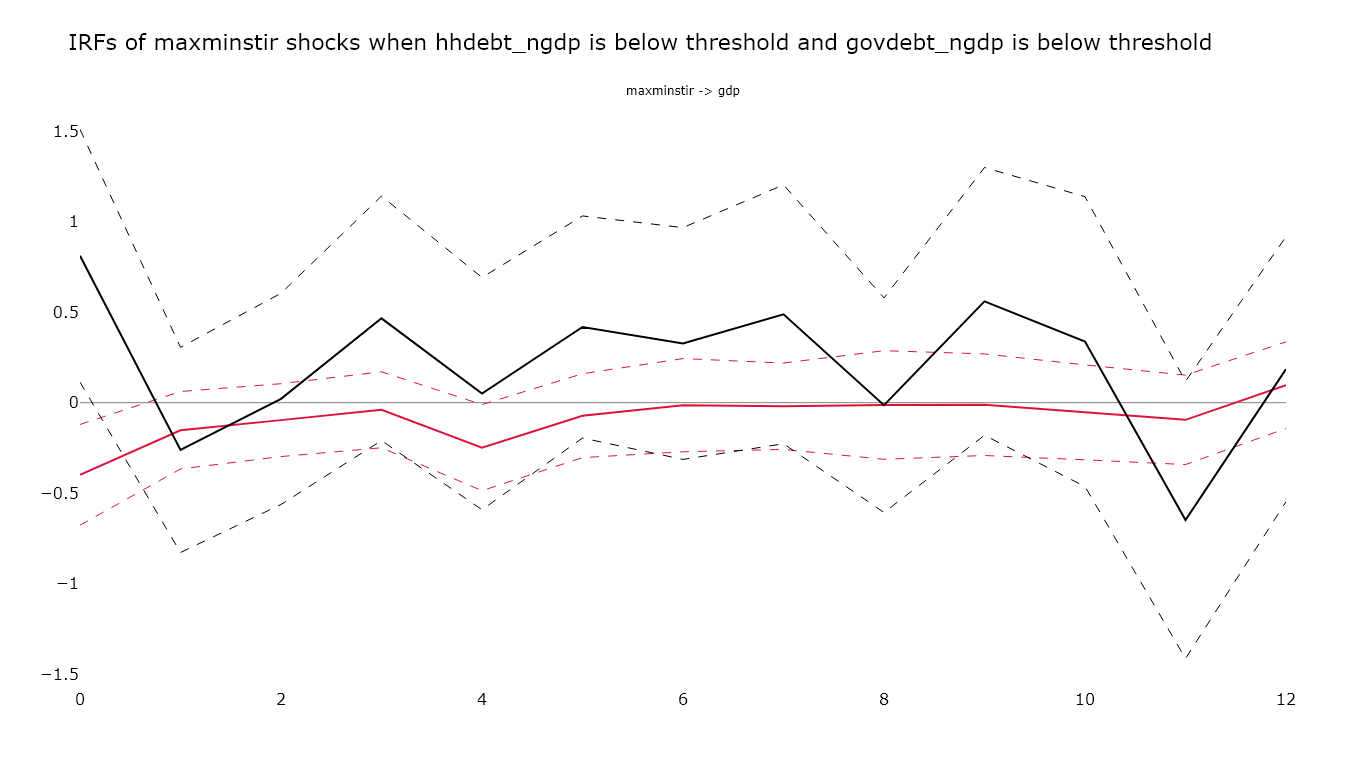 IRFs of maxminstir shocks when hhdebt_ngdp is below threshold and govdebt_ngdp is below threshold
maxminstir -> gdp
1.5
1
0.5
0
−0.5
−1
−1.5
0 2 4 6 8 10 12